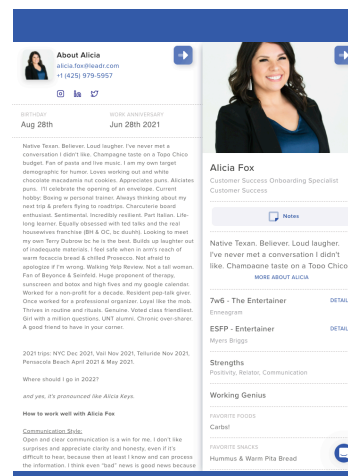 About Alicia
alicia.fox@leadr.com
+1 (425) 979-5957
in
BIRTHDAY
Aug 28th
WORK ANNIVERSARY
Jun 28th 2021
Native Texan. Believer. Loud laugher. I've never met a
conversation I didn't like. Champagne taste on a Topo Chico
budget. Fan of pasta and live music. I am my own target
demographic for humor. Loves working out and white
chocolate macadamia nut cookies. Appreciates puns. Aliciates
puns. I'll celebrate the opening of an envelope. Current
hobby: Boxing w personal trainer. Always thinking about my
next trip & prefers flying to roadtrips. Charcuterie board
enthusiast. Sentimental. Incredibly resilient. Part Italian. Life-
long learner. Equally obsessed with ted talks and the real
housewives franchise (BH & OC, bc duuhh). Looking to meet
my own Terry Dubrow bc he is the best. Builds up laughter out
of inadequate materials. I feel safe when in arm's reach of
warm focaccia bread & chilled Prosecco. Not afraid to
apologize if I'm wrong. Walking Yelp Review. Not a tall woman.
Fan of Beyoncé & Seinfeld. Huge proponent of therapy,
sunscreen and botox and high fives and my google calendar.
Worked for a non-profit for a decade. Resident pep-talk giver.
Once worked for a professional organizer. Loyal like the mob.
Thrives in routine and rituals. Genuine. Voted class friendliest.
Girl with a million questions. UNT alumni. Chronic over-sharer.
A good friend to have in your corner.
2021 trips: NYC Dec 2021, Vail Nov 2021, Telluride Nov 2021,
Pensacola Beach April 2021 & May 2021.
Where should I go in 2022?
and yes, it's pronounced like Alicia Keys.
How to work well with Alicia Fox
Communication Style:
Open and clear communication is a win for me. I don't like
surprises and appreciate clarity and honesty, even if it's
difficult to hear, because then at least I know and can process
the information. I think even "bad" news is good news because
Alicia Fox
Customer Success Onboarding Specialist
Customer Success
Notes
Native Texan. Believer. Loud laugher.
I've never met a conversation I didn't
like. Champagne taste on a Topo Chico
MORE ABOUT ALICIA
7w6 - The Entertainer
DETAIL
Enneagram
ESFP - Entertainer
DETAIL
Myers Briggs
Strengths
Positivity, Relator, Communication
Working Genius
FAVORITE FOODS
Carbs!
FAVORITE SNACKS
Hummus & Warm Pita Bread